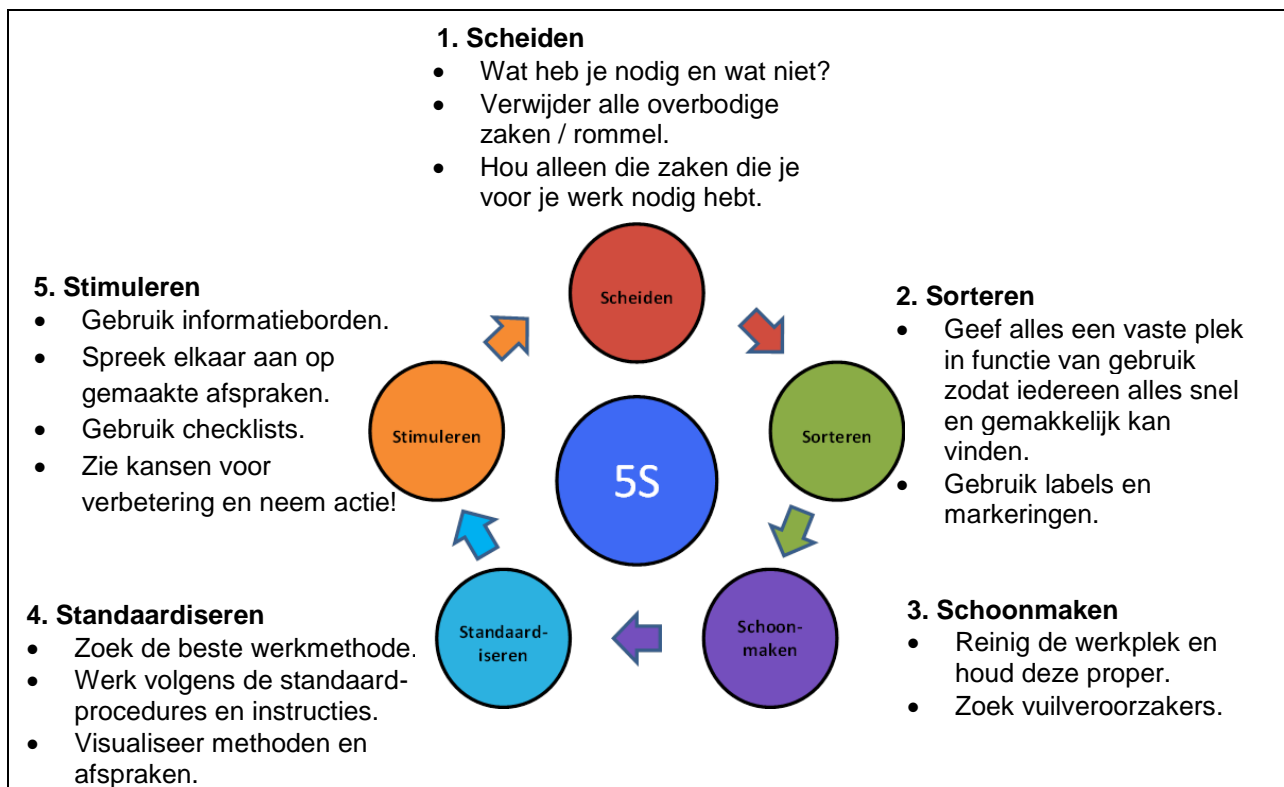 1. Scheiden
• Wat heb je nodig en wat niet?
• Verwijder alle overbodige
zaken / rommel.
• Hou alleen die zaken die je
voor je werk nodig hebt.
Scheiden
2. Sorteren
• Geef alles een vaste plek
in functie van gebruik
zodat iedereen alles snel
en gemakkelijk kan
vinden.
• Gebruik labels en
markeringen.
Sorteren
3. Schoonmaken
• Reinig de werkplek en
houd deze proper.
• Zoek vuilveroorzakers.
Schoon-
maken
4. Standaardiseren
• Zoek de beste werkmethode.
• Werk volgens de standaard-
procedures en instructies.
• Visualiseer methoden en
afspraken.
Standaard-
iseren
5. Stimuleren
• Gebruik informatieborden.
• Spreek elkaar aan op
gemaakte afspraken.
• Gebruik checklists.
• Zie kansen voor
verbetering en neem actie!
Stimuleren
5S